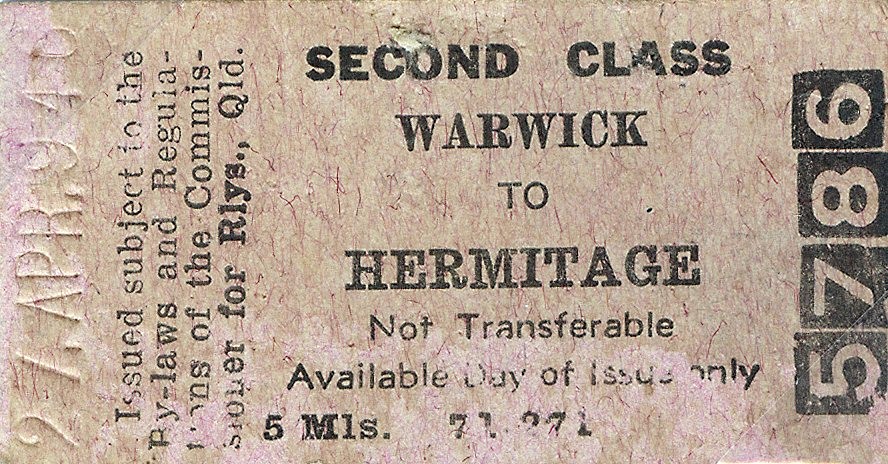 Issued subject to the
By-laws and Regula-
tions of the Commis-
sioner for Rlys., Qld.
SECOND CLASS
WARWICK
TO
HERMITAGE
Not Transferable
Available Day of Issue only
5 Mls.
5786
APR.